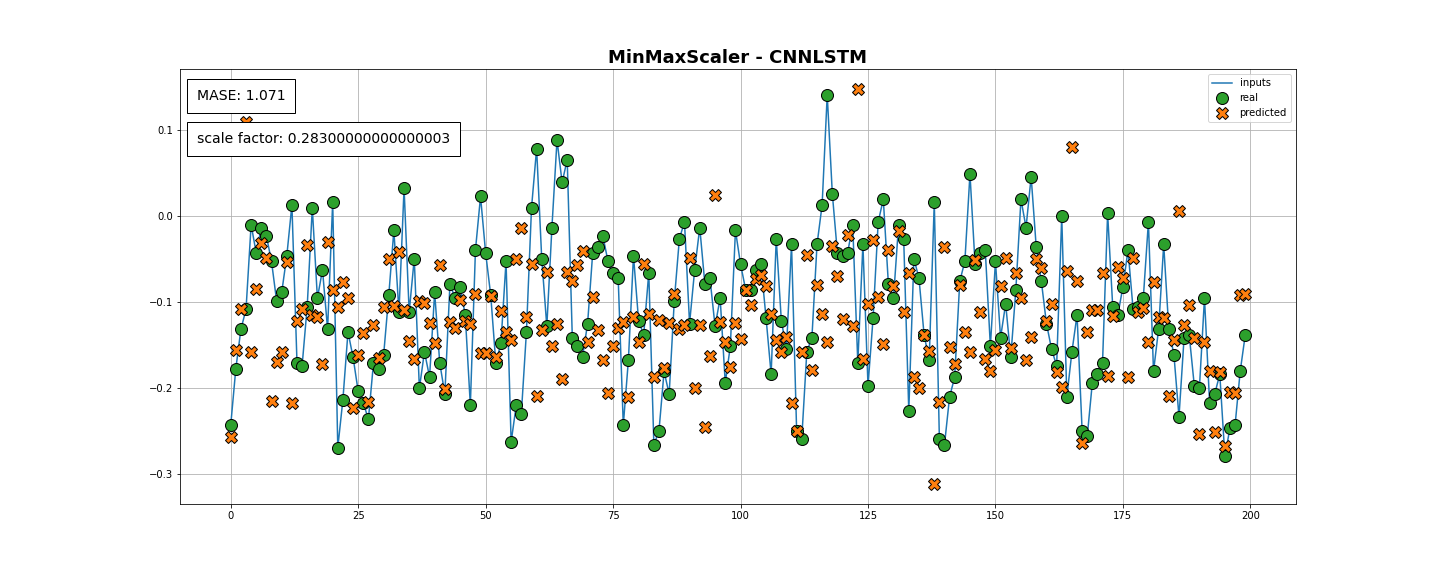 MinMaxScaler - CNNLSTM
MASE: 1.071
scale factor: 0.28300000000000003
inputs
real
predicted
0.1
0.0
−0.1
−0.2
−0.3
0 25 50 75 100 125 150 175 200